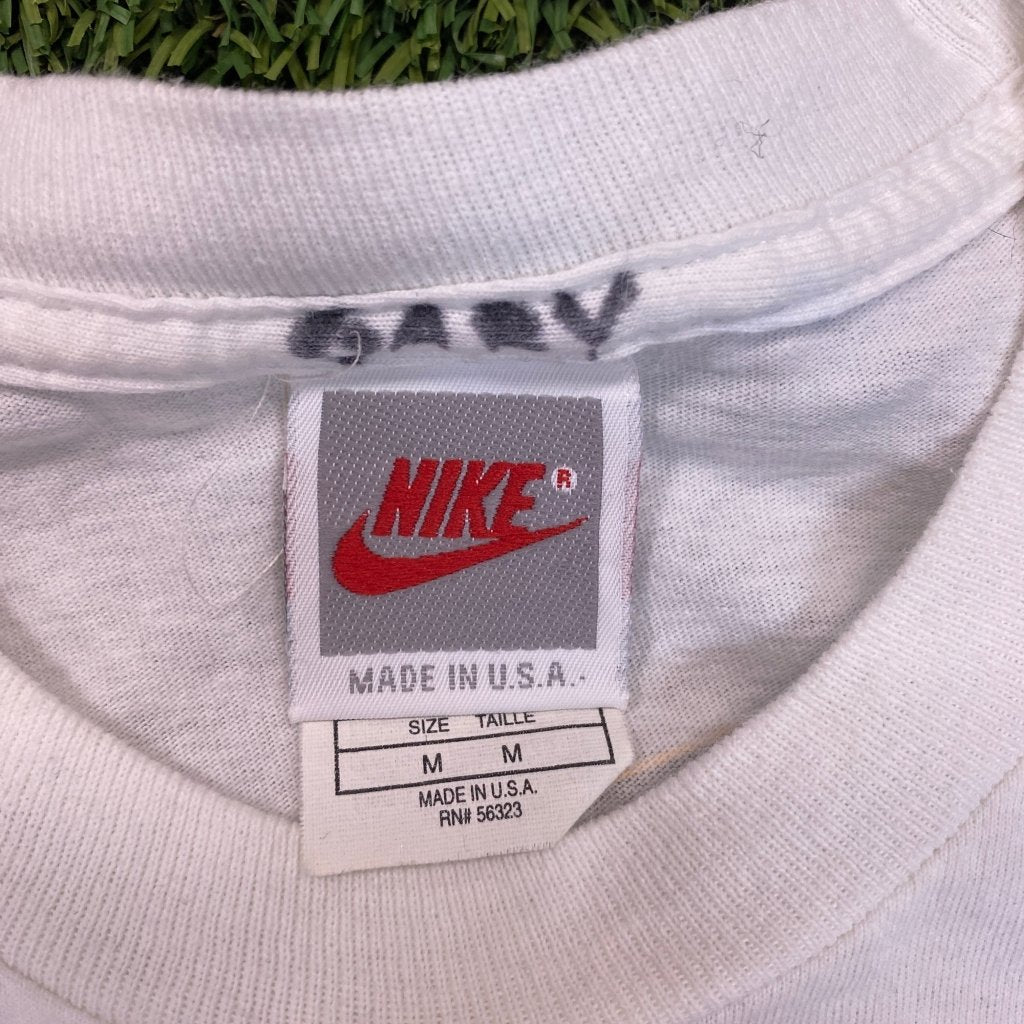 GARY
NIKE®
MADE IN U.S.A.
SIZE TAILLE
M M
MADE IN U.S.A.
RN# 56323